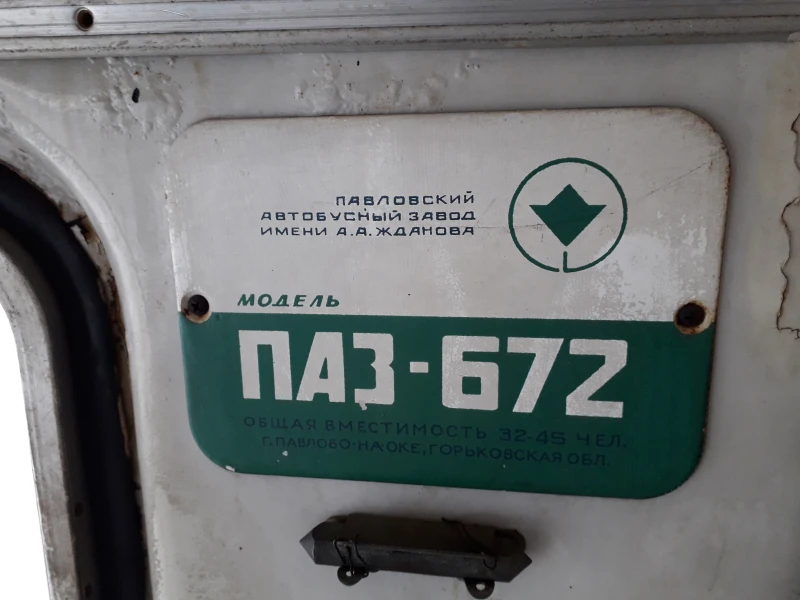 ПАВЛОВСКИЙ
АВТОБУСНЫЙ ЗАВОД
ИМЕНИ А.А.ЖДАНОВА
МОДЕЛЬ
ПАЗ-672
ОБЩАЯ ВМЕСТИМОСТЬ 32-45 ЧЕЛ.
Г.ПАВЛОВО-НА-ОКЕ, ГОРЬКОВСКАЯ ОБЛ.